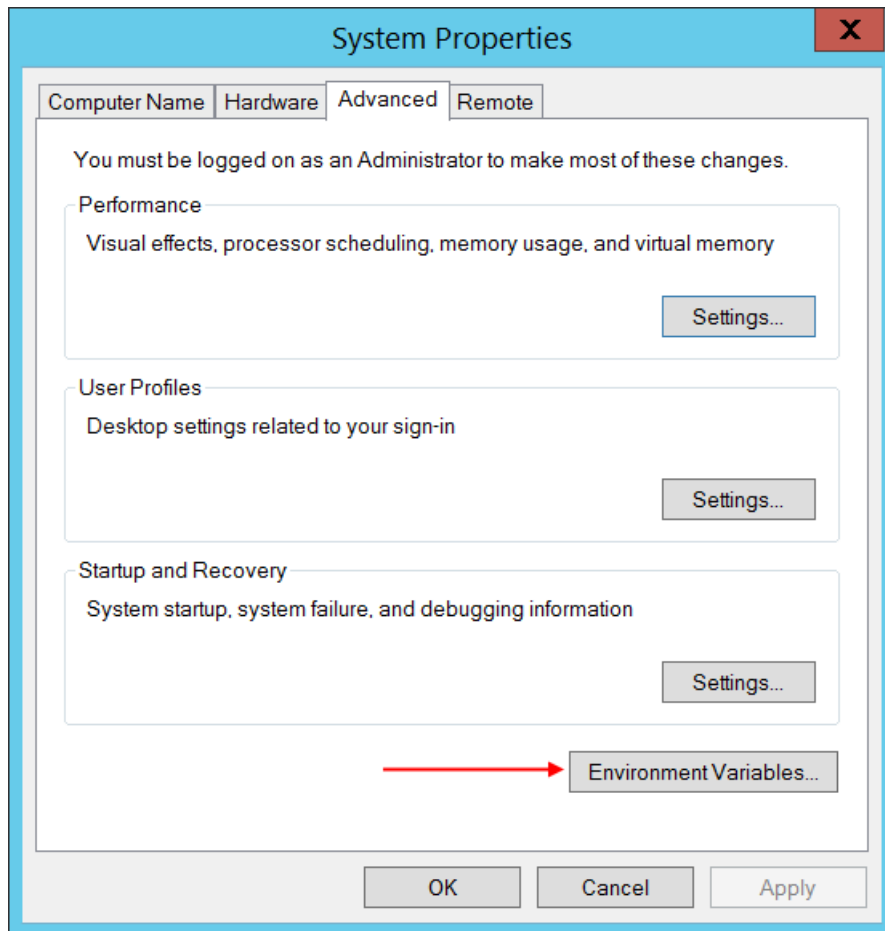 System Properties
X
Computer Name
Hardware
Advanced
Remote
You must be logged on as an Administrator to make most of these changes.
Performance
Visual effects, processor scheduling, memory usage, and virtual memory
Settings...
User Profiles
Desktop settings related to your sign-in
Settings...
Startup and Recovery
System startup, system failure, and debugging information
Settings...
Environment Variables...
OK
Cancel
Apply